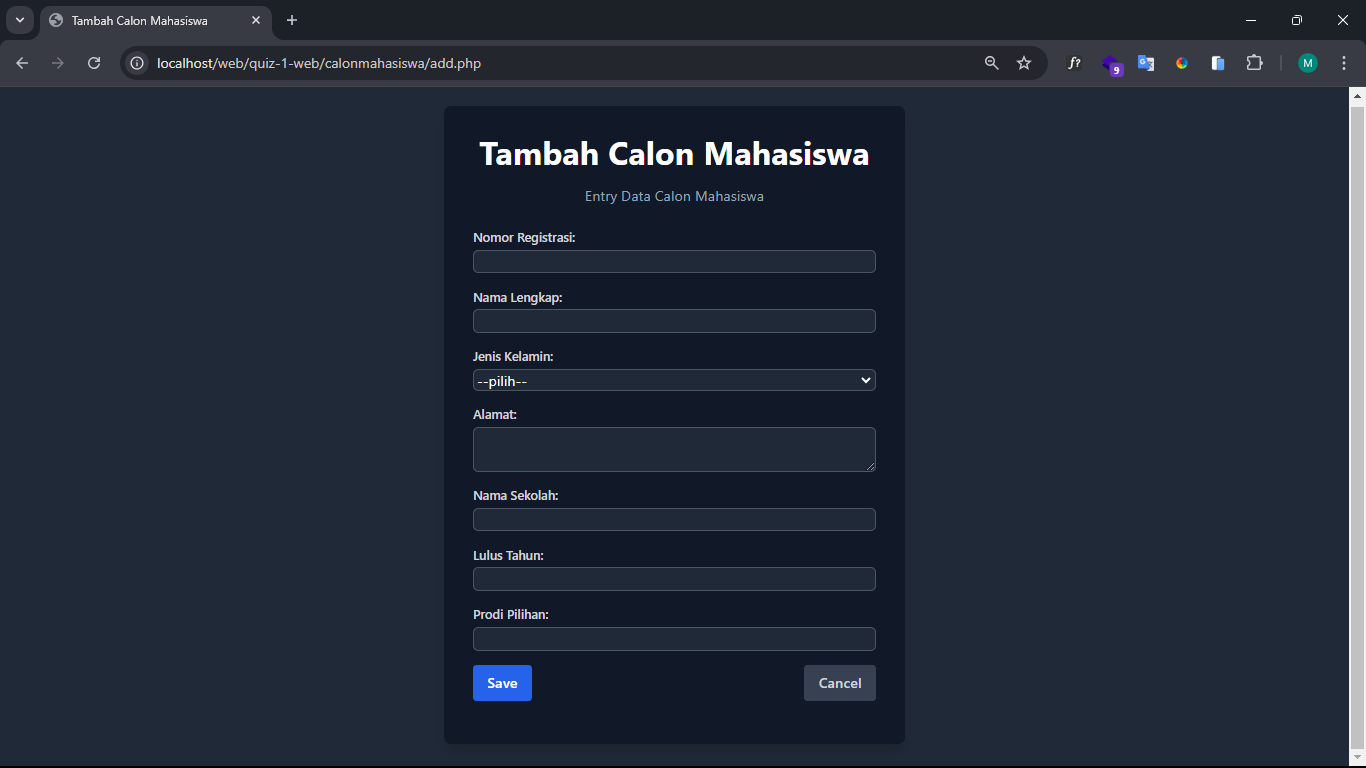 Tambah Calon Mahasiswa
localhost/web/quiz-1-web/calonmahasiswa/add.php
f?
9
G
M
Tambah Calon Mahasiswa
Entry Data Calon Mahasiswa
Nomor Registrasi:
Nama Lengkap:
Jenis Kelamin:
--pilih--
Alamat:
Nama Sekolah:
Lulus Tahun:
Prodi Pilihan:
Save
Cancel